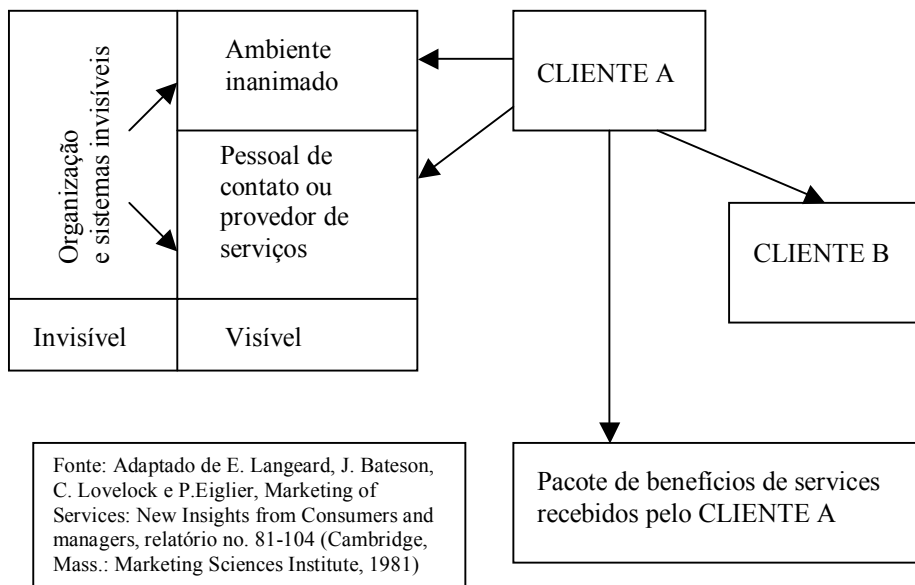 Organização
e sistemas invisíveis
Ambiente
inanimado
Pessoal de
contato ou
provedor de
serviços
Invisível
Visível
CLIENTE A
CLIENTE B
Fonte: Adaptado de E. Langeard, J. Bateson,
C. Lovelock e P.Eiglier, Marketing of
Services: New Insights from Consumers and
managers, relatório no. 81-104 (Cambridge,
Mass.: Marketing Sciences Institute, 1981)
Pacote de benefícios de services
recebidos pelo CLIENTE A